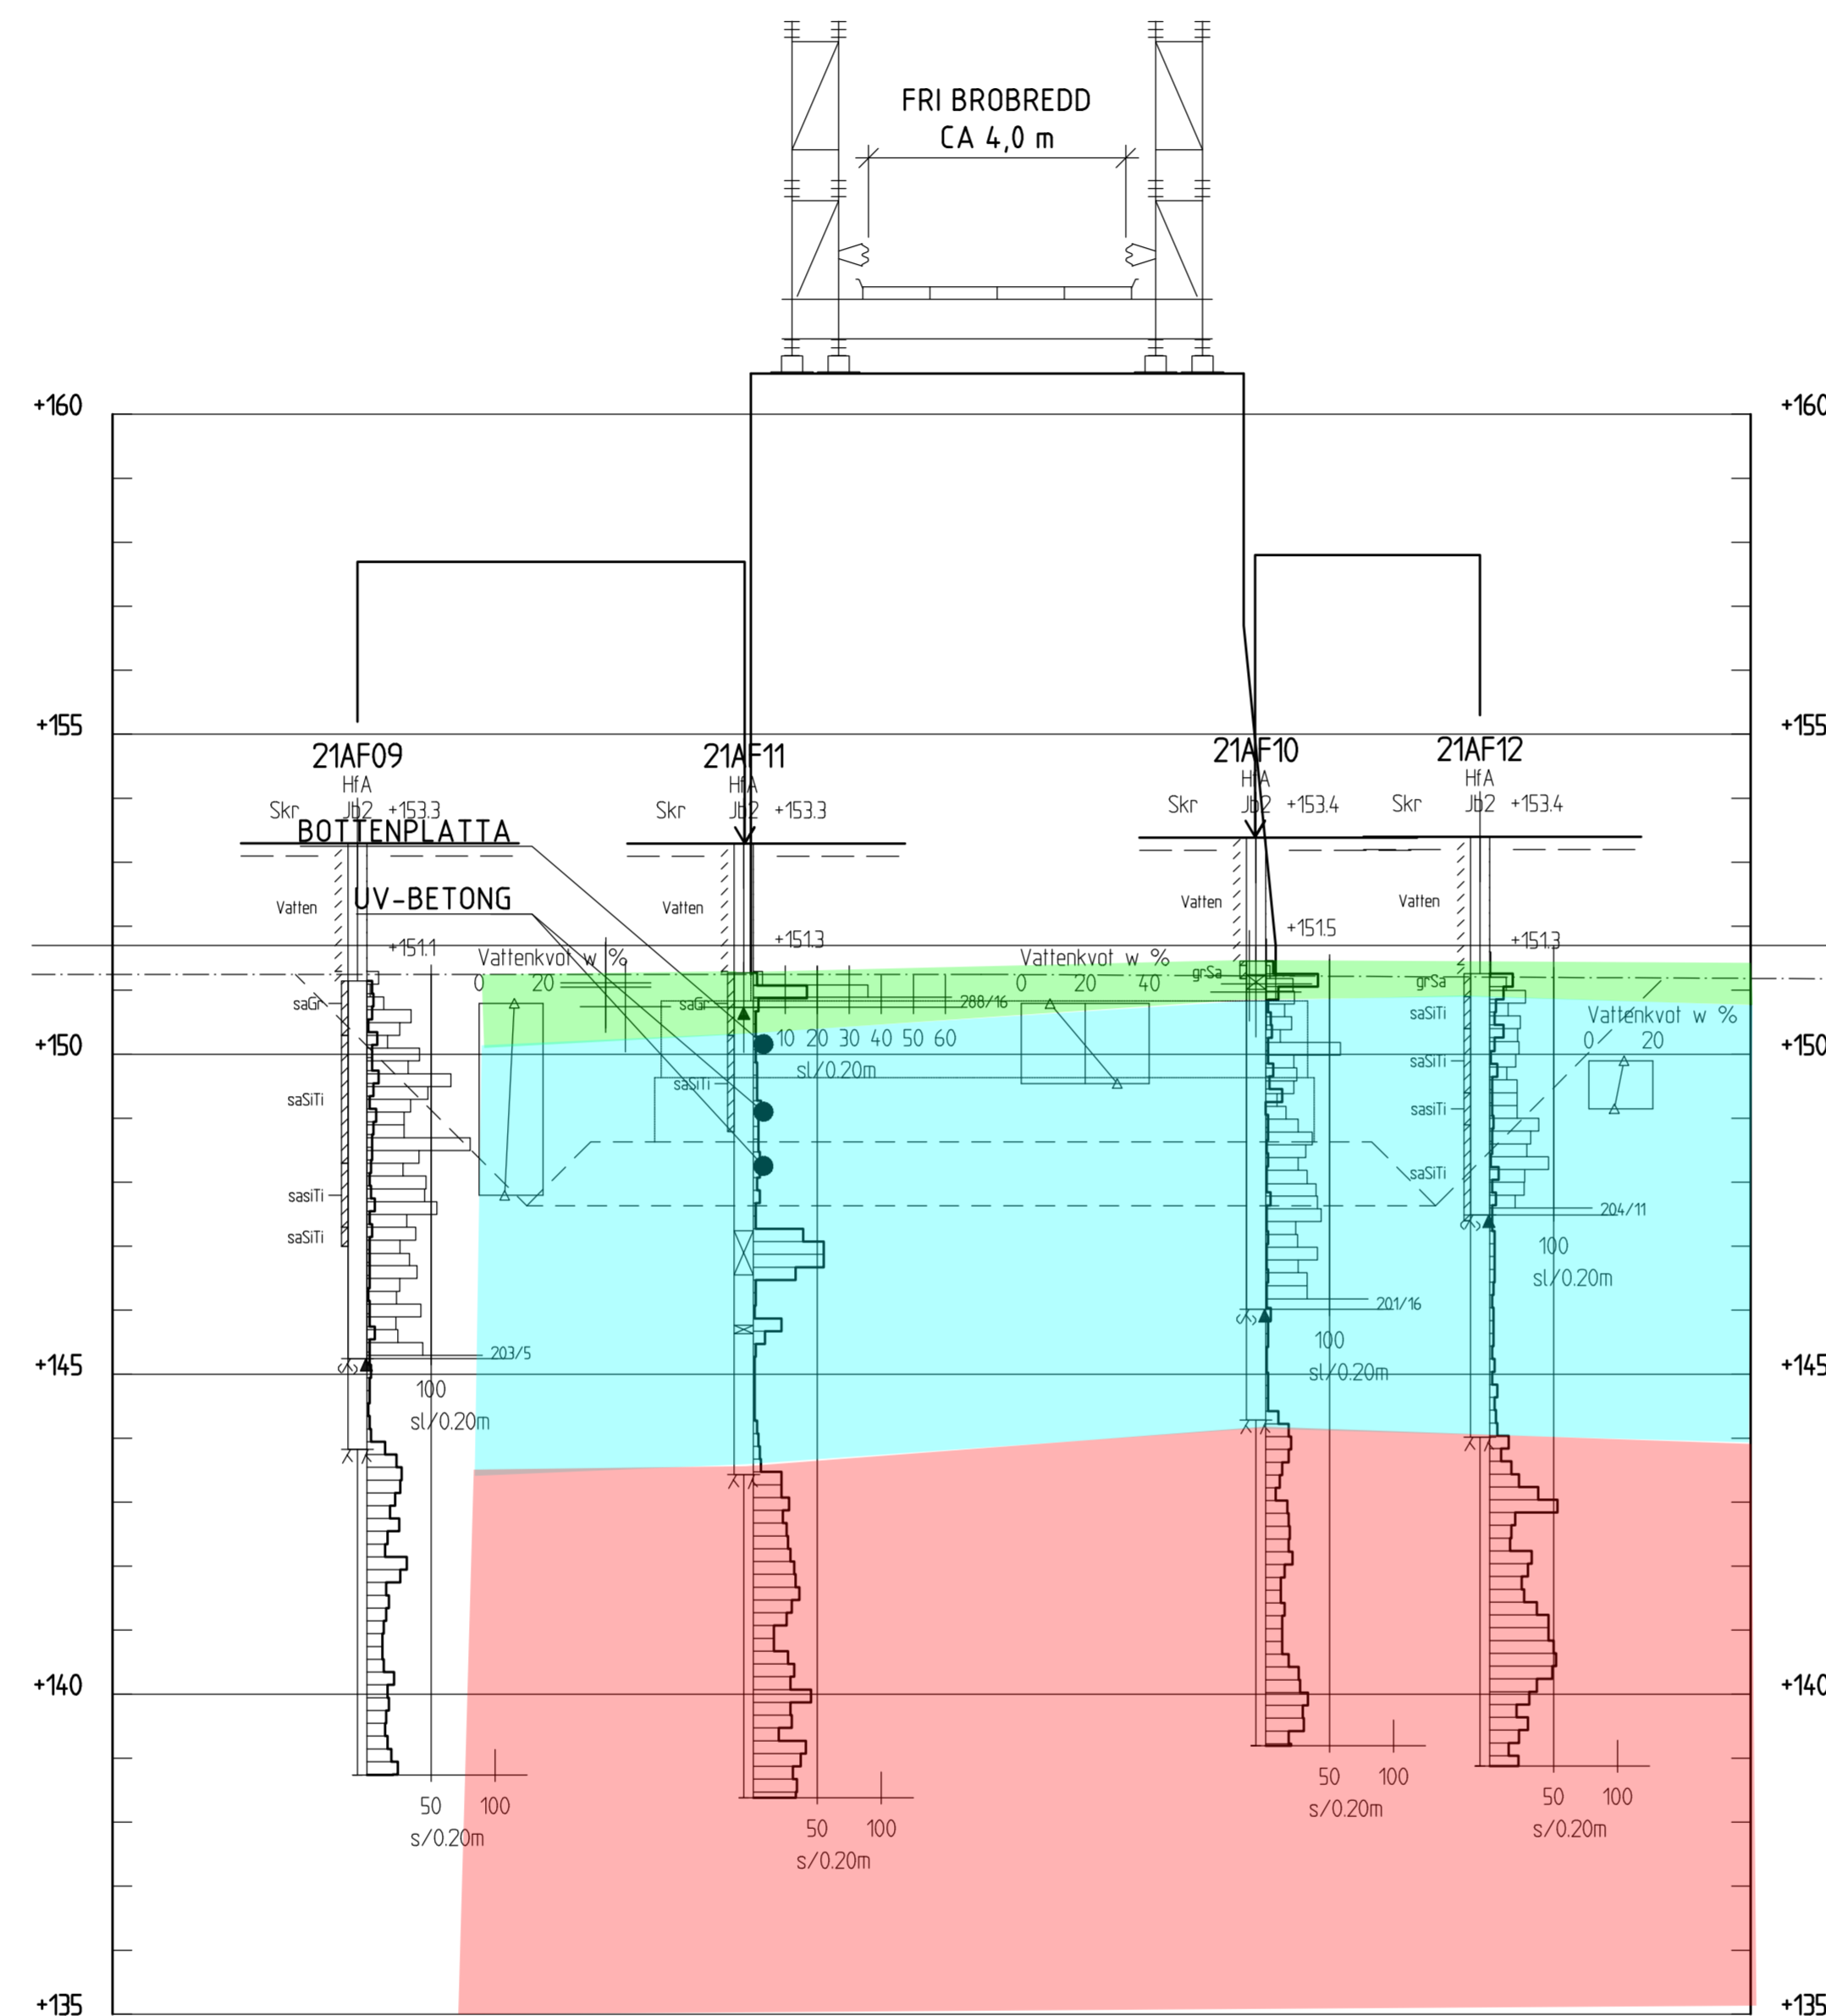 FRI BROBREDD
CA 4,0 m
+160 +160
+155 +155
21AF09 21AF11 21AF10 21AF12
HfA HfA HfA HfA
Skr Jb2 +153.3 Skr Jb2 +153.3 Skr Jb2 +153.4 Skr Jb2 +153.4
BOTTENPLATTA
UV-BETONG
Vatten Vatten Vatten Vatten
+151.1 +151.3 +151.5 +151.3
Vattenkvot w % Vattenkvot w %
0 20 0 20 40
grSa grSa
saGr saGr 288/16
saSiTi Vattenkvot w %
0 20
10 20 30 40 50 60
sl/0.20m
+150 +150
saSiTi
saSiTi
saSiTi sasiTi
saSiTi
sasiTi
204/11
saSiTi
100
sl/0.20m
201/16
100
sl/0.20m
203/5
+145 +145
100
sl/0.20m
+140 +140
50 100
s/0.20m
50 100
s/0.20m
50 100
s/0.20m
50 100
s/0.20m
+135 +135